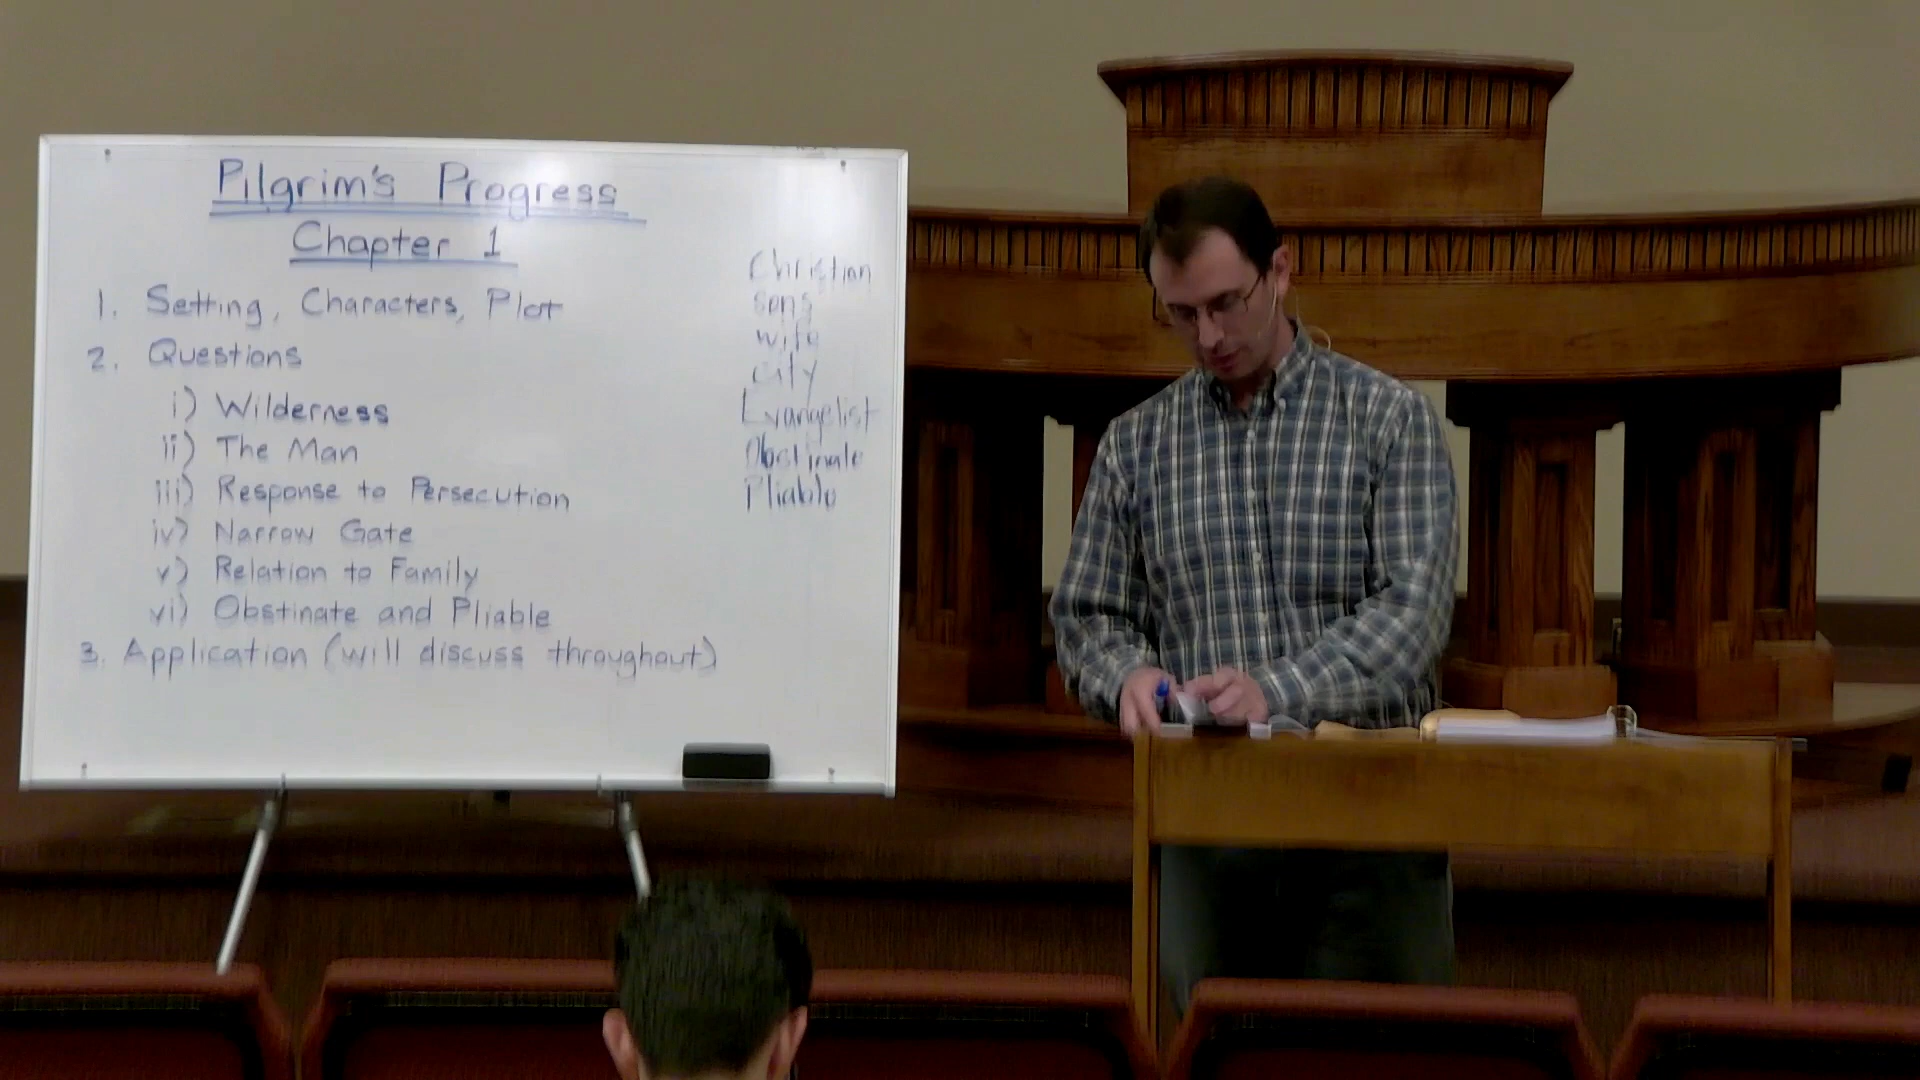 Pilgrim's Progress
Chapter 1
1. Setting, Characters, Plot
2. Questions
i) Wilderness
ii) The Man
iii) Response to Persecution
iv) Narrow Gate
v) Relation to Family
vi) Obstinate and Pliable
3. Application (will discuss throughout)
Christian
sons
wife
city
Evangelist
Obstinate
Pliable